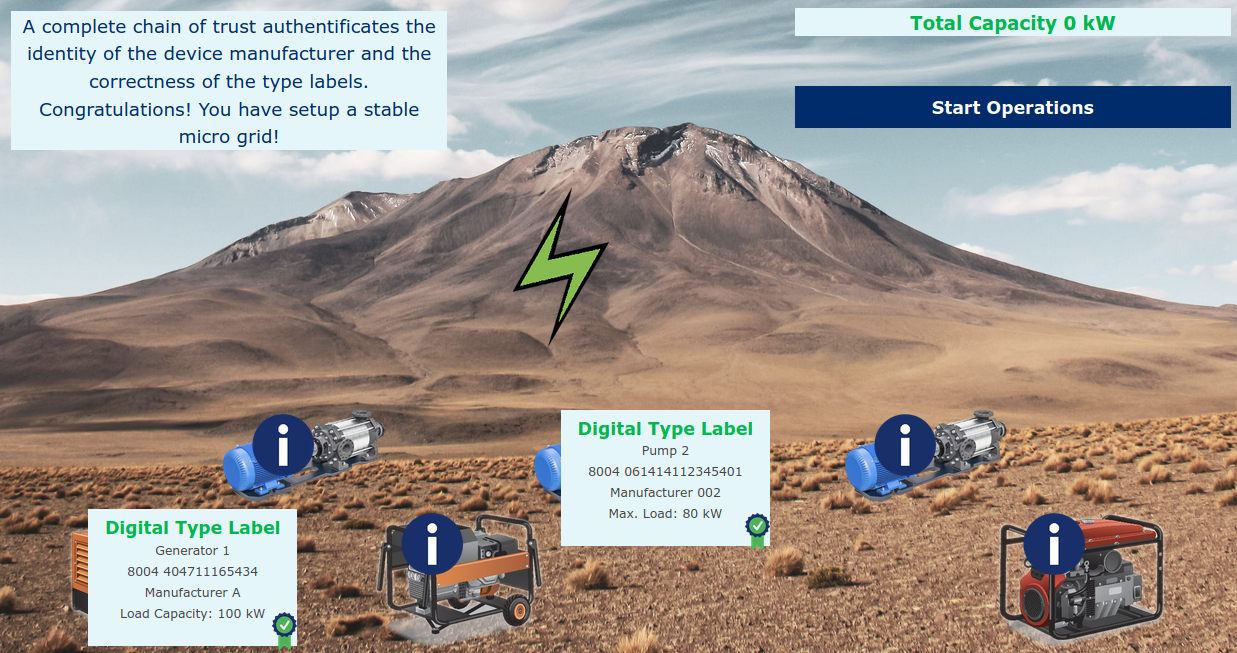 A complete chain of trust authentificates the
identity of the device manufacturer and the
correctness of the type labels.
Congratulations! You have setup a stable
micro grid!
Total Capacity 0 kW
Start Operations
Digital Type Label
Pump 2
8004 061414112345401
Manufacturer 002
Max. Load: 80 kW
Digital Type Label
Generator 1
8004 404711165434
Manufacturer A
Load Capacity: 100 kW